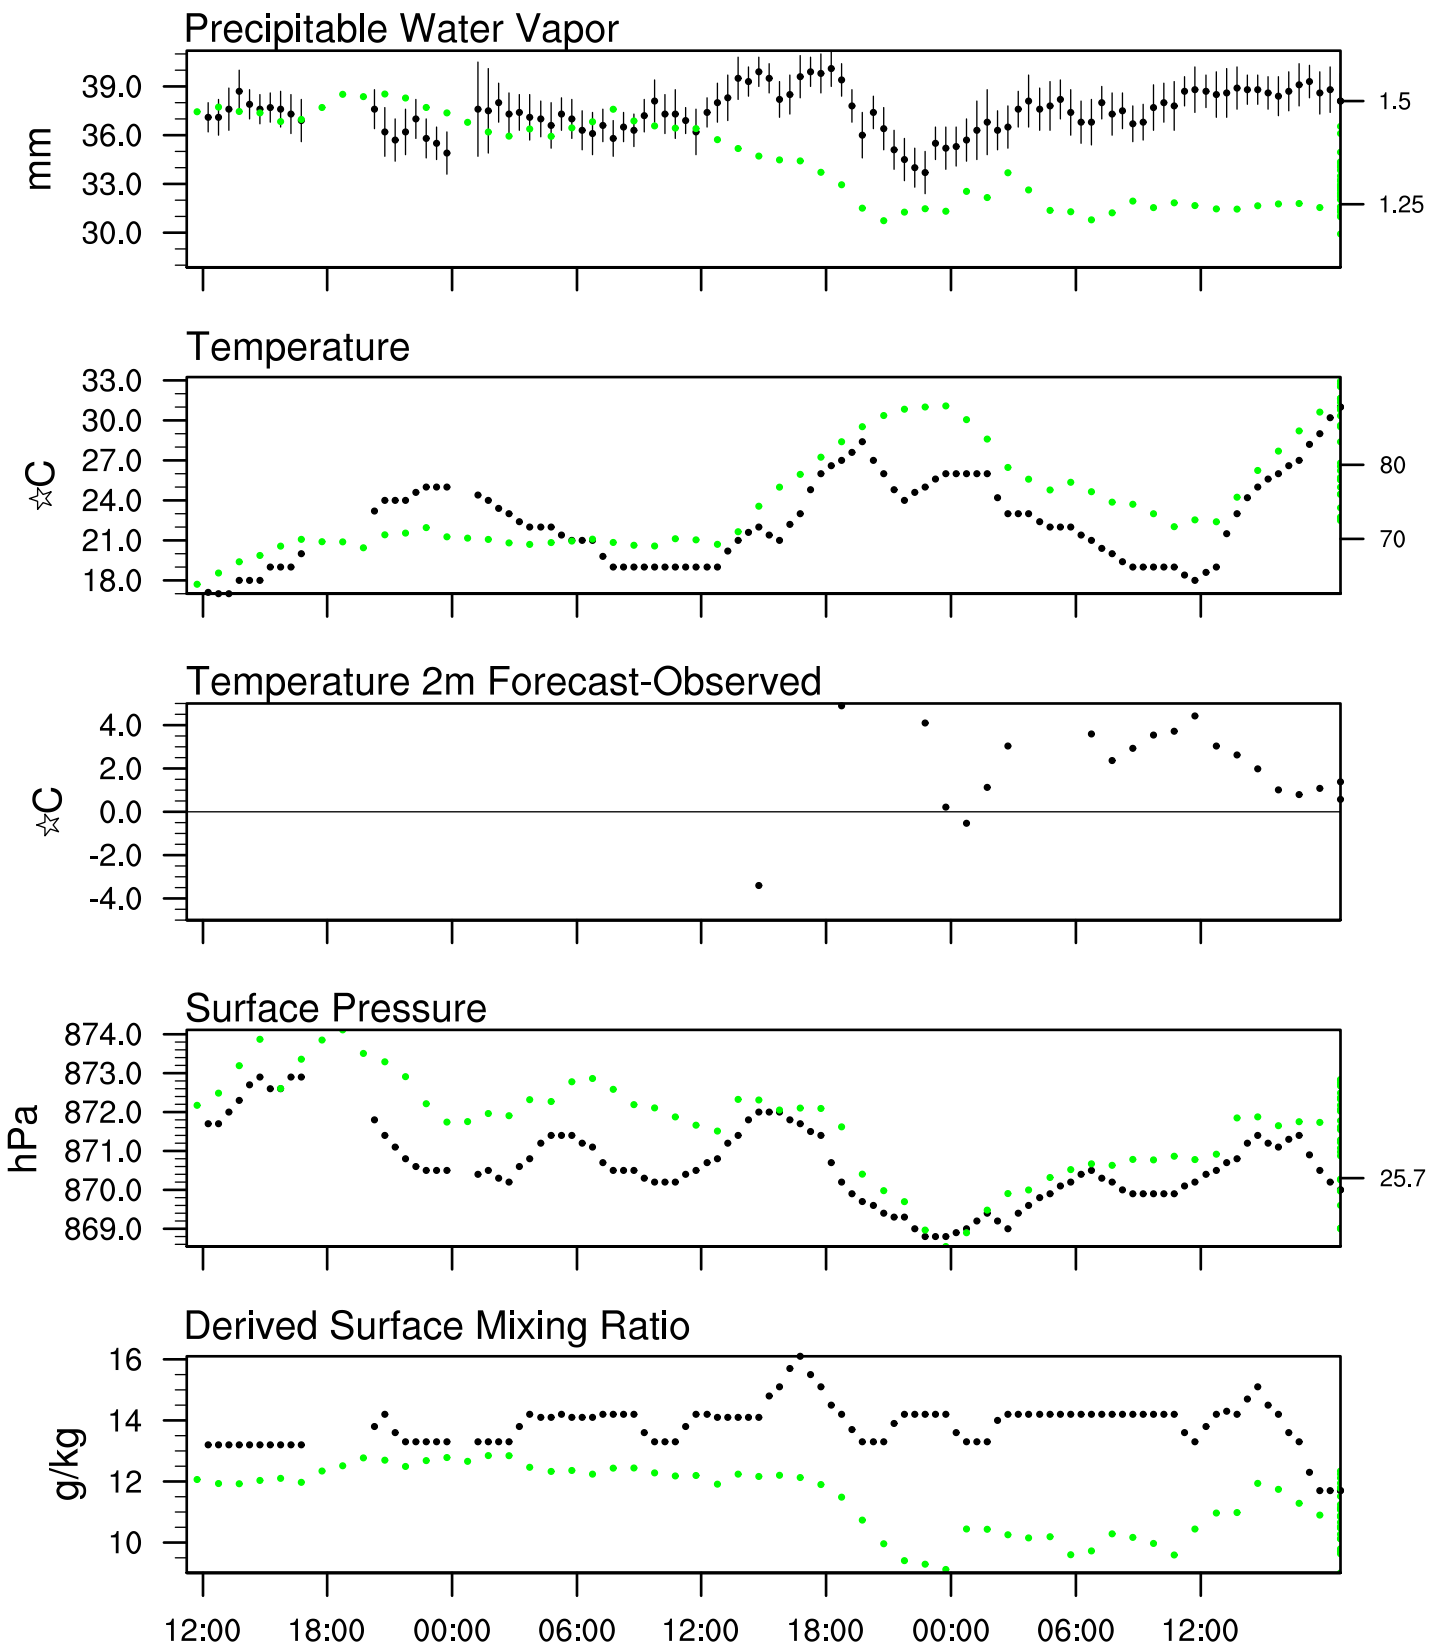 Precipitable Water Vapor
39.0
36.0
33.0
30.0
mm
1.5
1.25
Temperature
33.0
30.0
27.0
24.0
21.0
18.0
☆C
80
70
Temperature 2m Forecast-Observed
4.0
2.0
0.0
-2.0
-4.0
☆C
Surface Pressure
874.0
873.0
872.0
871.0
870.0
869.0
hPa
25.7
Derived Surface Mixing Ratio
16
14
12
10
g/kg
12:00 18:00 00:00 06:00 12:00 18:00 00:00 06:00 12:00